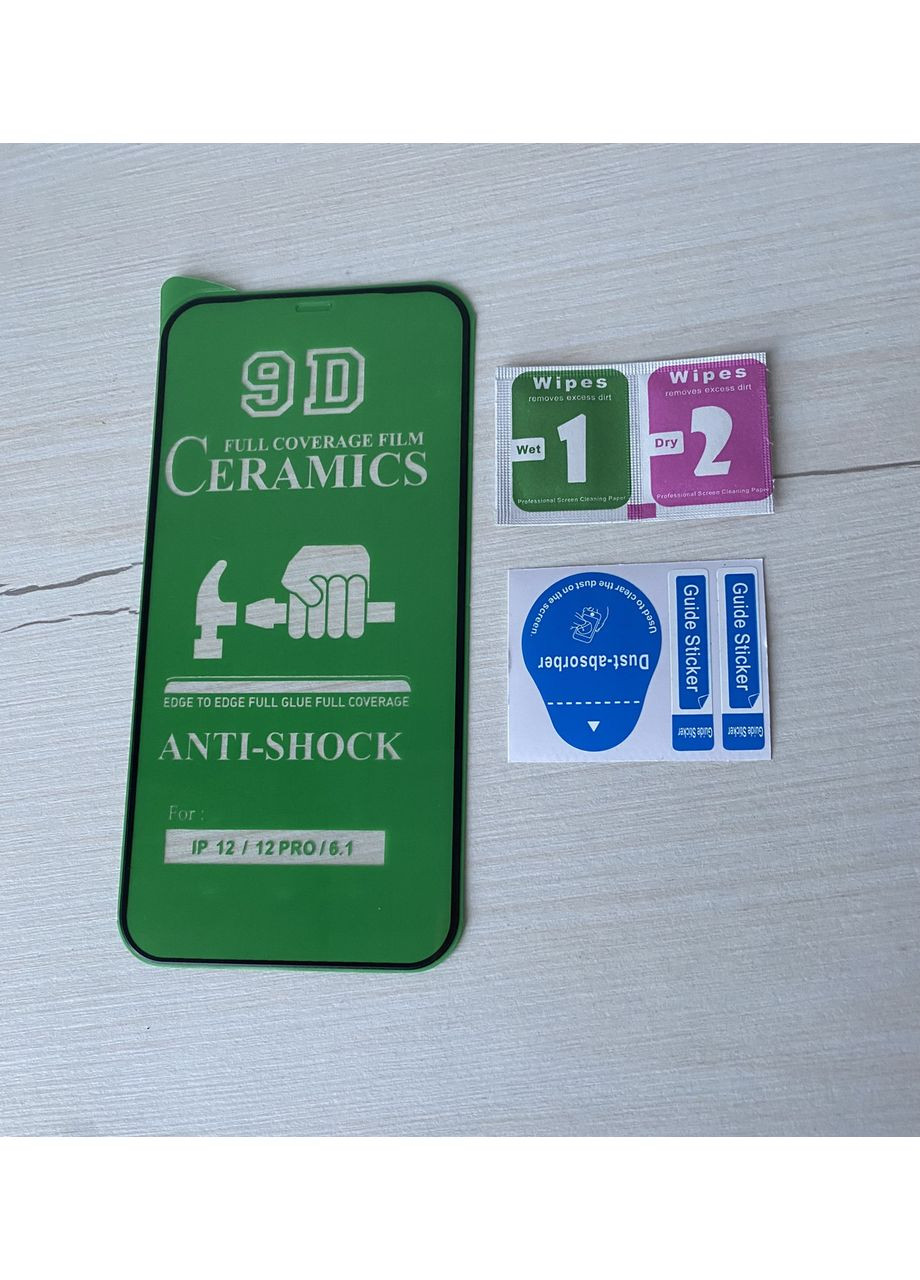 9D
FULL COVERAGE FILM
CERAMICS
EDGE TO EDGE FULL GLUE FULL COVERAGE
ANTI-SHOCK
For :
IP 12 / 12 PRO / 6.1
Wipes
removes excess dirt
Wet
1
Professional Screen Cleaning Paper
Wipes
removes excess dirt
Dry
2
Professional Screen Cleaning Paper
Used to clear the dust on the screen.
Dust-absorber
Guide Sticker
Guide Sticker
Guide Sticker
Guide Sticker